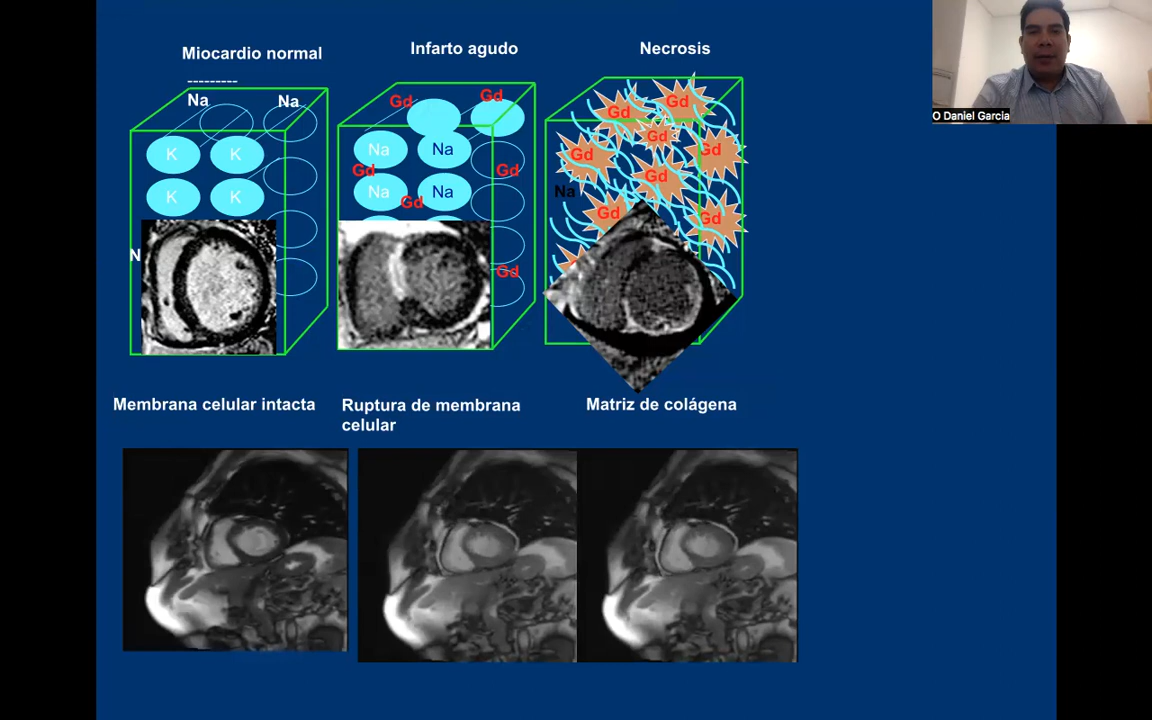 Miocardio normal
Infarto agudo
Necrosis
---------
Na
Na
K
K
K
K
N
Gd
Gd
Na
Na
Gd
Gd
Na
Na
Gd
Gd
Gd
Gd
Gd
Gd
Gd
Gd
Na
Gd
Gd
Membrana celular intacta
Ruptura de membrana
celular
Matriz de colágena
O Daniel Garcia